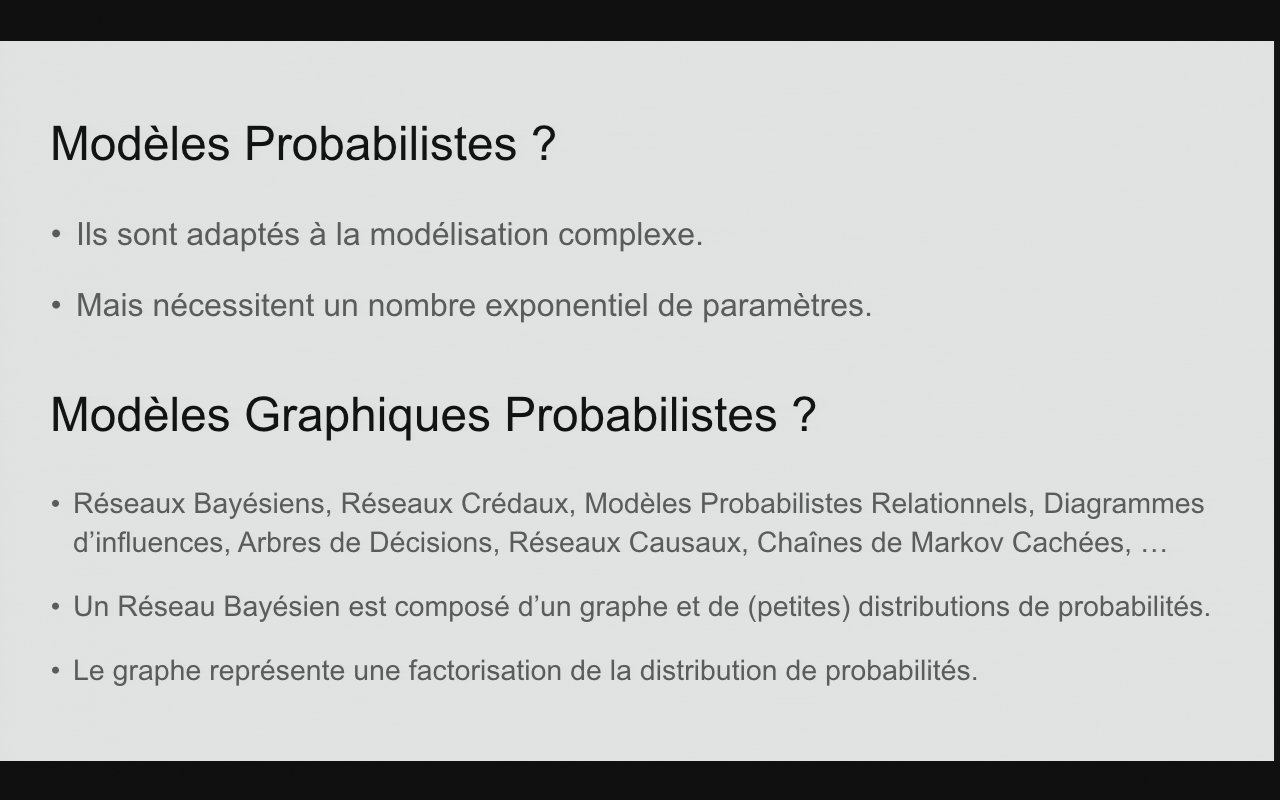 Modèles Probabilistes ?
• Ils sont adaptés à la modélisation complexe.
• Mais nécessitent un nombre exponentiel de paramètres.
Modèles Graphiques Probabilistes ?
• Réseaux Bayésiens, Réseaux Crédaux, Modèles Probabilistes Relationnels, Diagrammes
d’influences, Arbres de Décisions, Réseaux Causaux, Chaînes de Markov Cachées, …
• Un Réseau Bayésien est composé d’un graphe et de (petites) distributions de probabilités.
• Le graphe représente une factorisation de la distribution de probabilités.